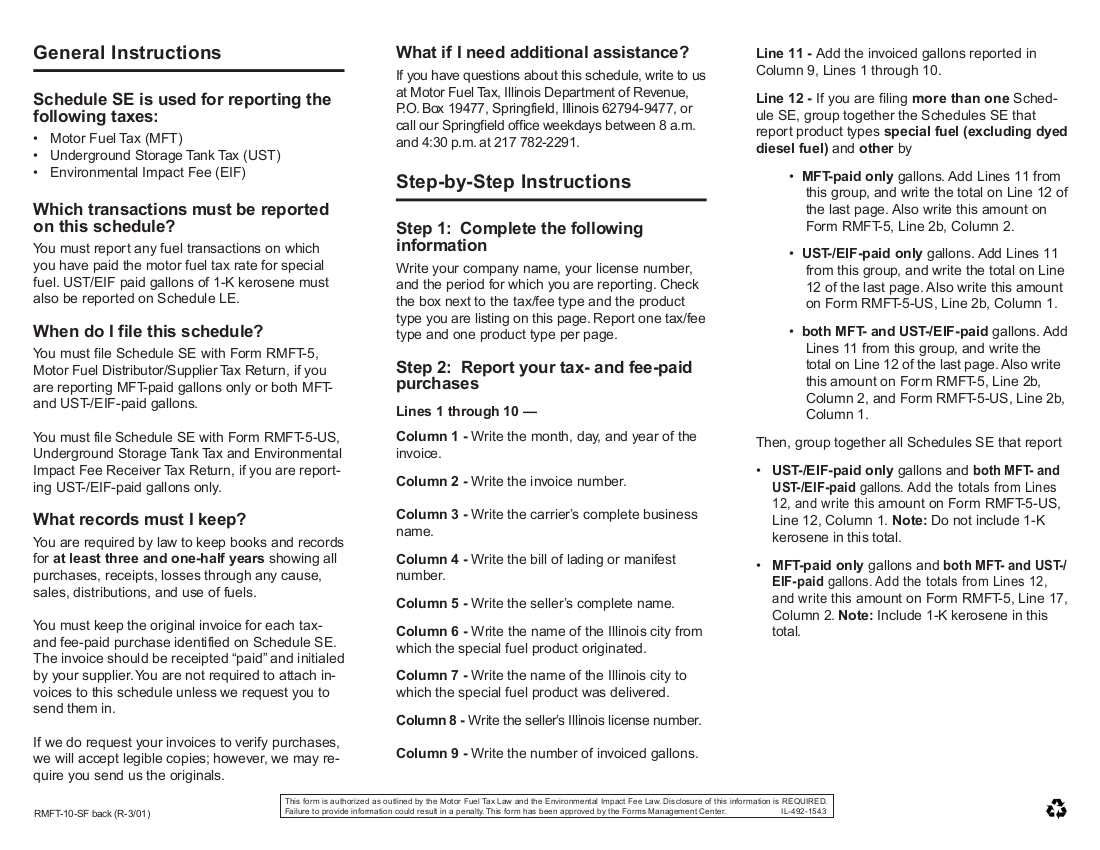 General Instructions
Schedule SE is used for reporting the
following taxes:
• Motor Fuel Tax (MFT)
• Underground Storage Tank Tax (UST)
• Environmental Impact Fee (EIF)
Which transactions must be reported
on this schedule?
You must report any fuel transactions on which
you have paid the motor fuel tax rate for special
fuel. UST/EIF paid gallons of 1-K kerosene must
also be reported on Schedule LE.
When do I file this schedule?
You must file Schedule SE with Form RMFT-5,
Motor Fuel Distributor/Supplier Tax Return, if you
are reporting MFT-paid gallons only or both MFT-
and UST-/EIF-paid gallons.
You must file Schedule SE with Form RMFT-5-US,
Underground Storage Tank Tax and Environmental
Impact Fee Receiver Tax Return, if you are report-
ing UST-/EIF-paid gallons only.
What records must I keep?
You are required by law to keep books and records
for at least three and one-half years showing all
purchases, receipts, losses through any cause,
sales, distributions, and use of fuels.
You must keep the original invoice for each tax-
and fee-paid purchase identified on Schedule SE.
The invoice should be receipted “paid” and initialed
by your supplier. You are not required to attach in-
voices to this schedule unless we request you to
send them in.
If we do request your invoices to verify purchases,
we will accept legible copies; however, we may re-
quire you send us the originals.
What if I need additional assistance?
If you have questions about this schedule, write to us
at Motor Fuel Tax, Illinois Department of Revenue,
P.O. Box 19477, Springfield, Illinois 62794-9477, or
call our Springfield office weekdays between 8 a.m.
and 4:30 p.m. at 217 782-2291.
Step-by-Step Instructions
Step 1: Complete the following
information
Write your company name, your license number,
and the period for which you are reporting. Check
the box next to the tax/fee type and the product
type you are listing on this page. Report one tax/fee
type and one product type per page.
Step 2: Report your tax- and fee-paid
purchases
Lines 1 through 10 —
Column 1 - Write the month, day, and year of the
invoice.
Column 2 - Write the invoice number.
Column 3 - Write the carrier’s complete business
name.
Column 4 - Write the bill of lading or manifest
number.
Column 5 - Write the seller’s complete name.
Column 6 - Write the name of the Illinois city from
which the special fuel product originated.
Column 7 - Write the name of the Illinois city to
which the special fuel product was delivered.
Column 8 - Write the seller’s Illinois license number.
Column 9 - Write the number of invoiced gallons.
Line 11 - Add the invoiced gallons reported in
Column 9, Lines 1 through 10.
Line 12 - If you are filing more than one Sched-
ule SE, group together the Schedules SE that
report product types special fuel (excluding dyed
diesel fuel) and other by
• MFT-paid only gallons. Add Lines 11 from
this group, and write the total on Line 12 of
the last page. Also write this amount on
Form RMFT-5, Line 2b, Column 2.
• UST-/EIF-paid only gallons. Add Lines 11
from this group, and write the total on Line
12 of the last page. Also write this amount
on Form RMFT-5-US, Line 2b, Column 1.
• both MFT- and UST-/EIF-paid gallons. Add
Lines 11 from this group, and write the
total on Line 12 of the last page. Also write
this amount on Form RMFT-5, Line 2b,
Column 2, and Form RMFT-5-US, Line 2b,
Column 1.
Then, group together all Schedules SE that report
• UST-/EIF-paid only gallons and both MFT- and
UST-/EIF-paid gallons. Add the totals from Lines
12, and write this amount on Form RMFT-5-US,
Line 12, Column 1. Note: Do not include 1-K
kerosene in this total.
• MFT-paid only gallons and both MFT- and UST-/
EIF-paid gallons. Add the totals from Lines 12,
and write this amount on Form RMFT-5, Line 17,
Column 2. Note: Include 1-K kerosene in this
total.
RMFT-10-SF back (R-3/01)
This form is authorized as outlined by the Motor Fuel Tax Law and the Environmental Impact Fee Law. Disclosure of this information is REQUIRED.
Failure to provide information could result in a penalty. This form has been approved by the Forms Management Center. IL-492-1543